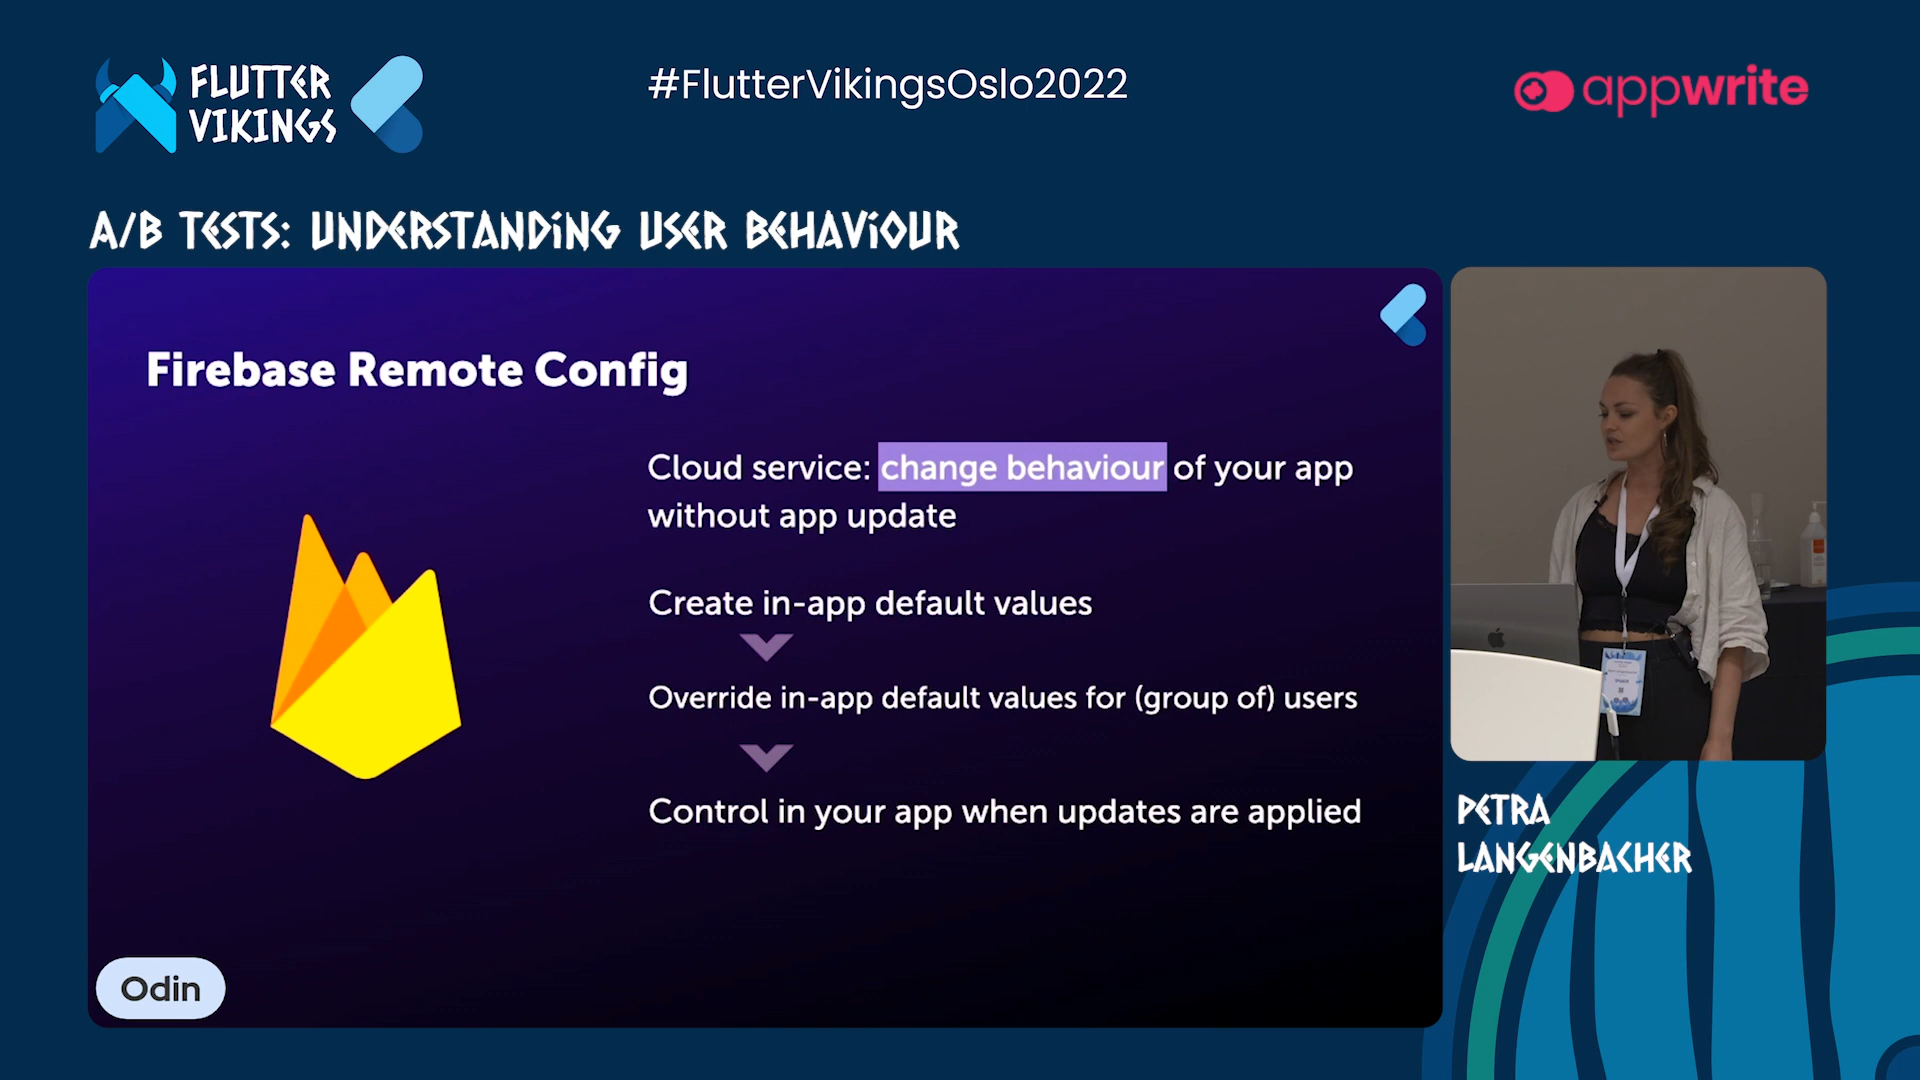 FLUTTER
VIKINGS
#FlutterVikingsOslo2022
appwrite
A/B TESTS: UNDERSTANDING USER BEHAVIOUR
Firebase Remote Config
Cloud service: change behaviour of your app
without app update
Create in-app default values
Override in-app default values for (group of) users
Control in your app when updates are applied
Odin
PETRA
LANGENBACHER